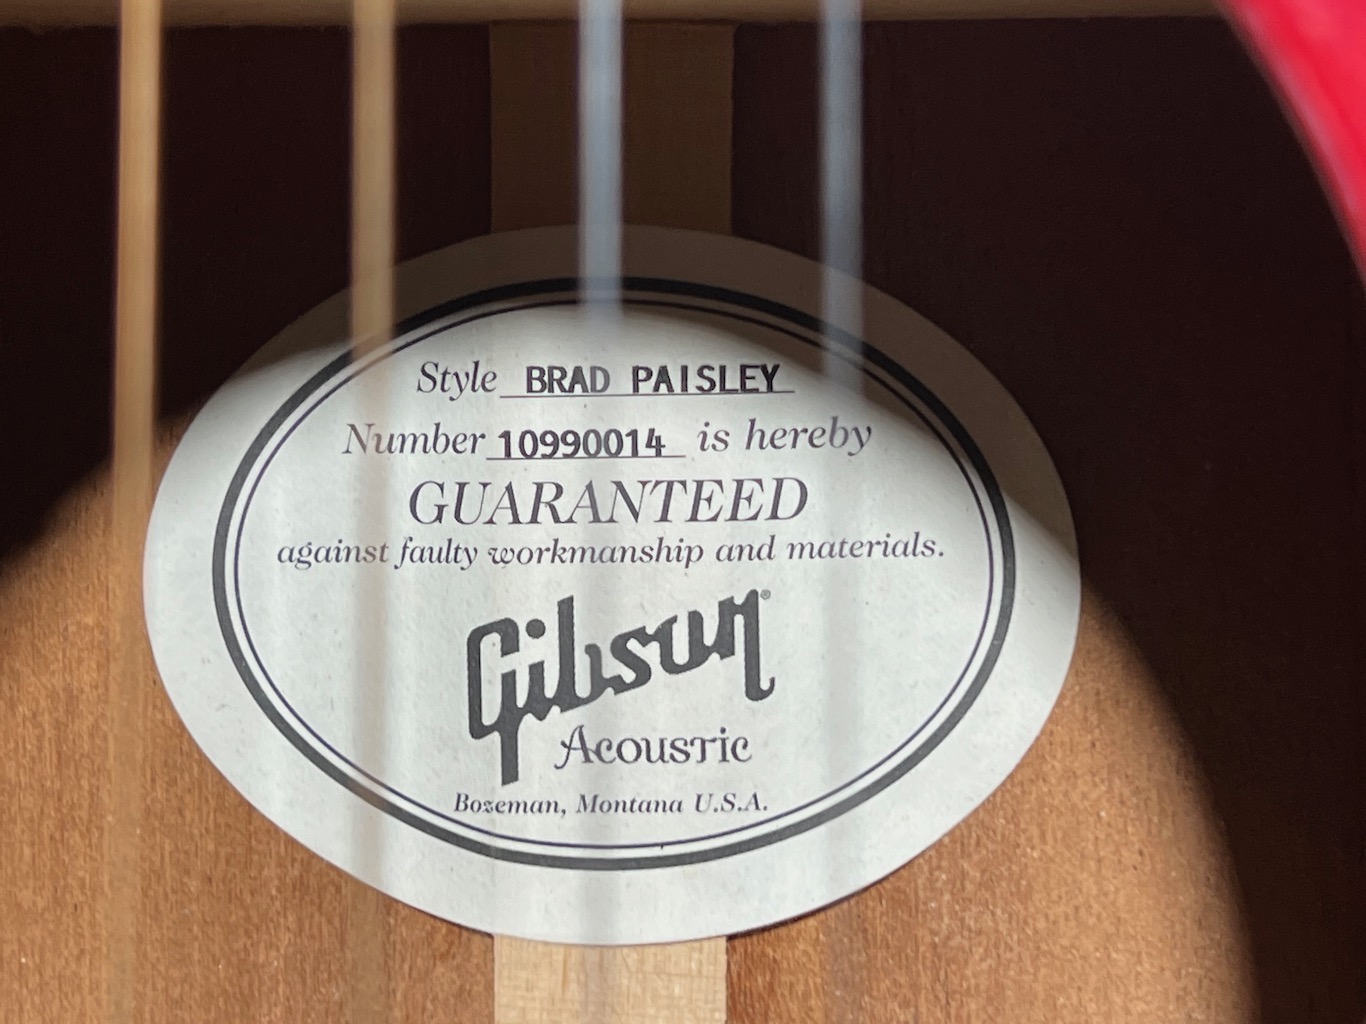 Style BRAD PAISLEY
Number 10990014 is hereby
GUARANTEED
against faulty workmanship and materials.
Gibson®
Acoustic
Bozeman, Montana U.S.A.